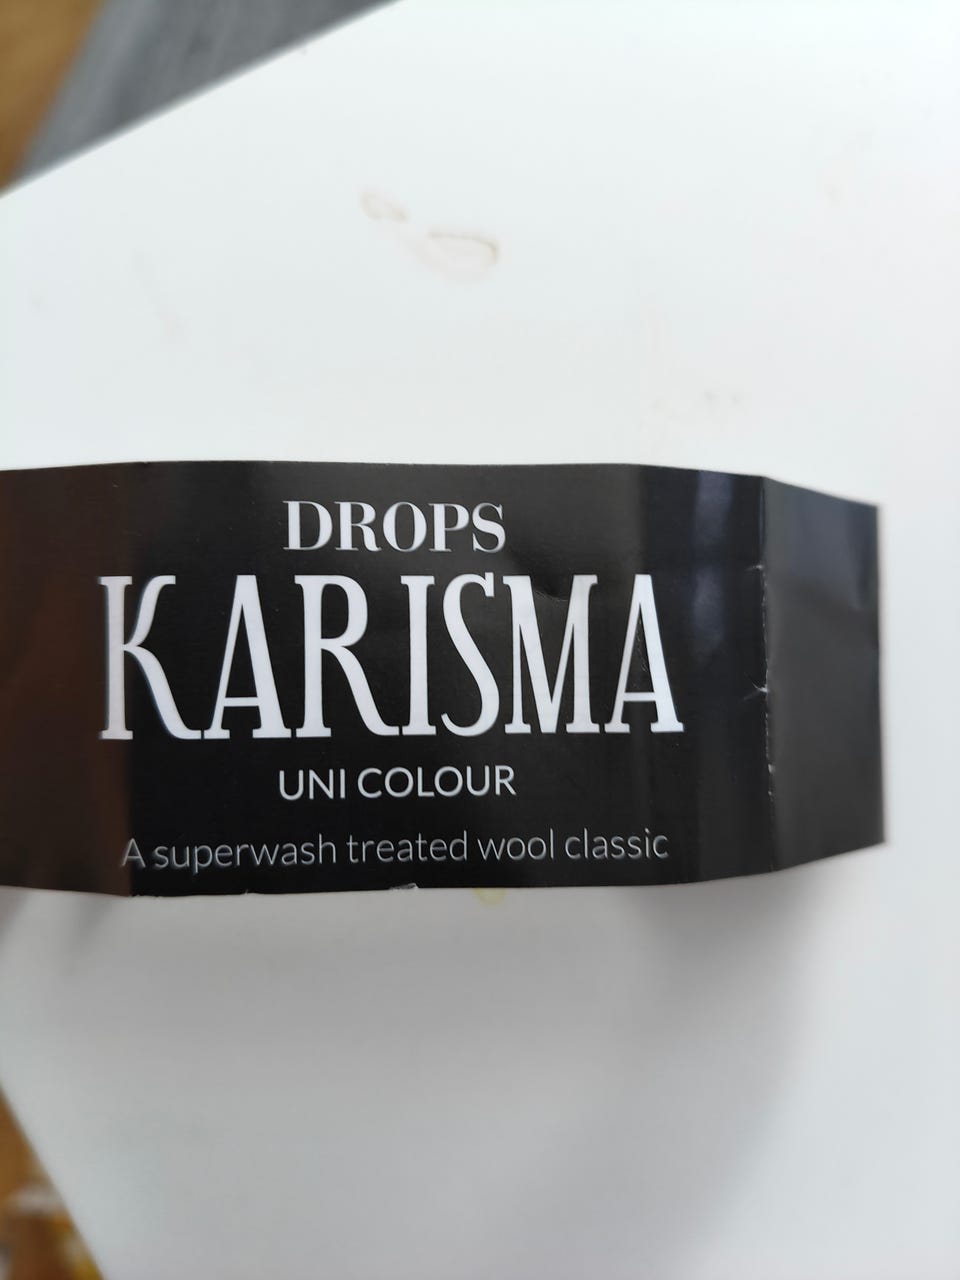 DROPS
KARISMA
UNI COLOUR
A superwash treated wool classic